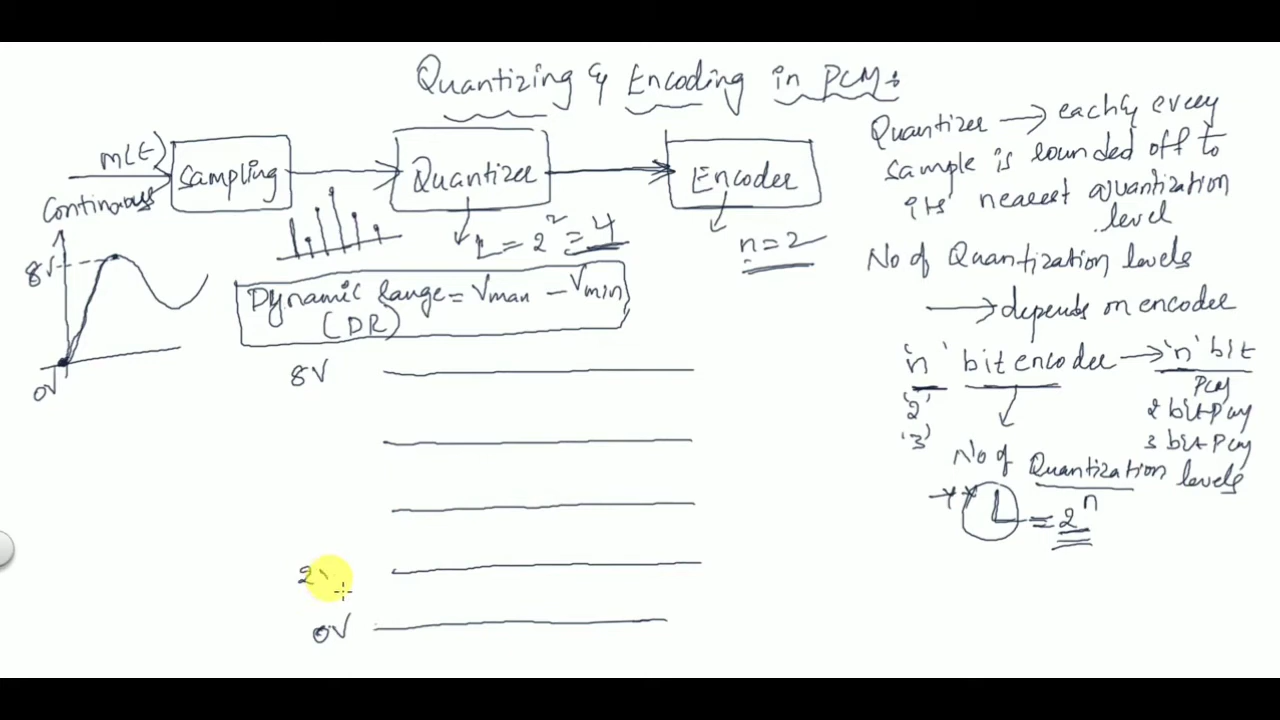 Quantizing & Encoding in PCM:
m(t)
Continuous
Sampling
Quantizer
Encoder
L = 2² = 4
n = 2
8V
0V
Dynamic Range = Vmax - Vmin
(DR)
8V
2V
0V
Quantizer → each & every
sample is rounded off to
its nearest quantization
level
No of Quantization levels
→ depends on encoder
'n' bit encoder → 'n' bit
PCM
'2' 2 bit PCM
'3' 3 bit PCM
No of Quantization levels
L = 2ⁿ